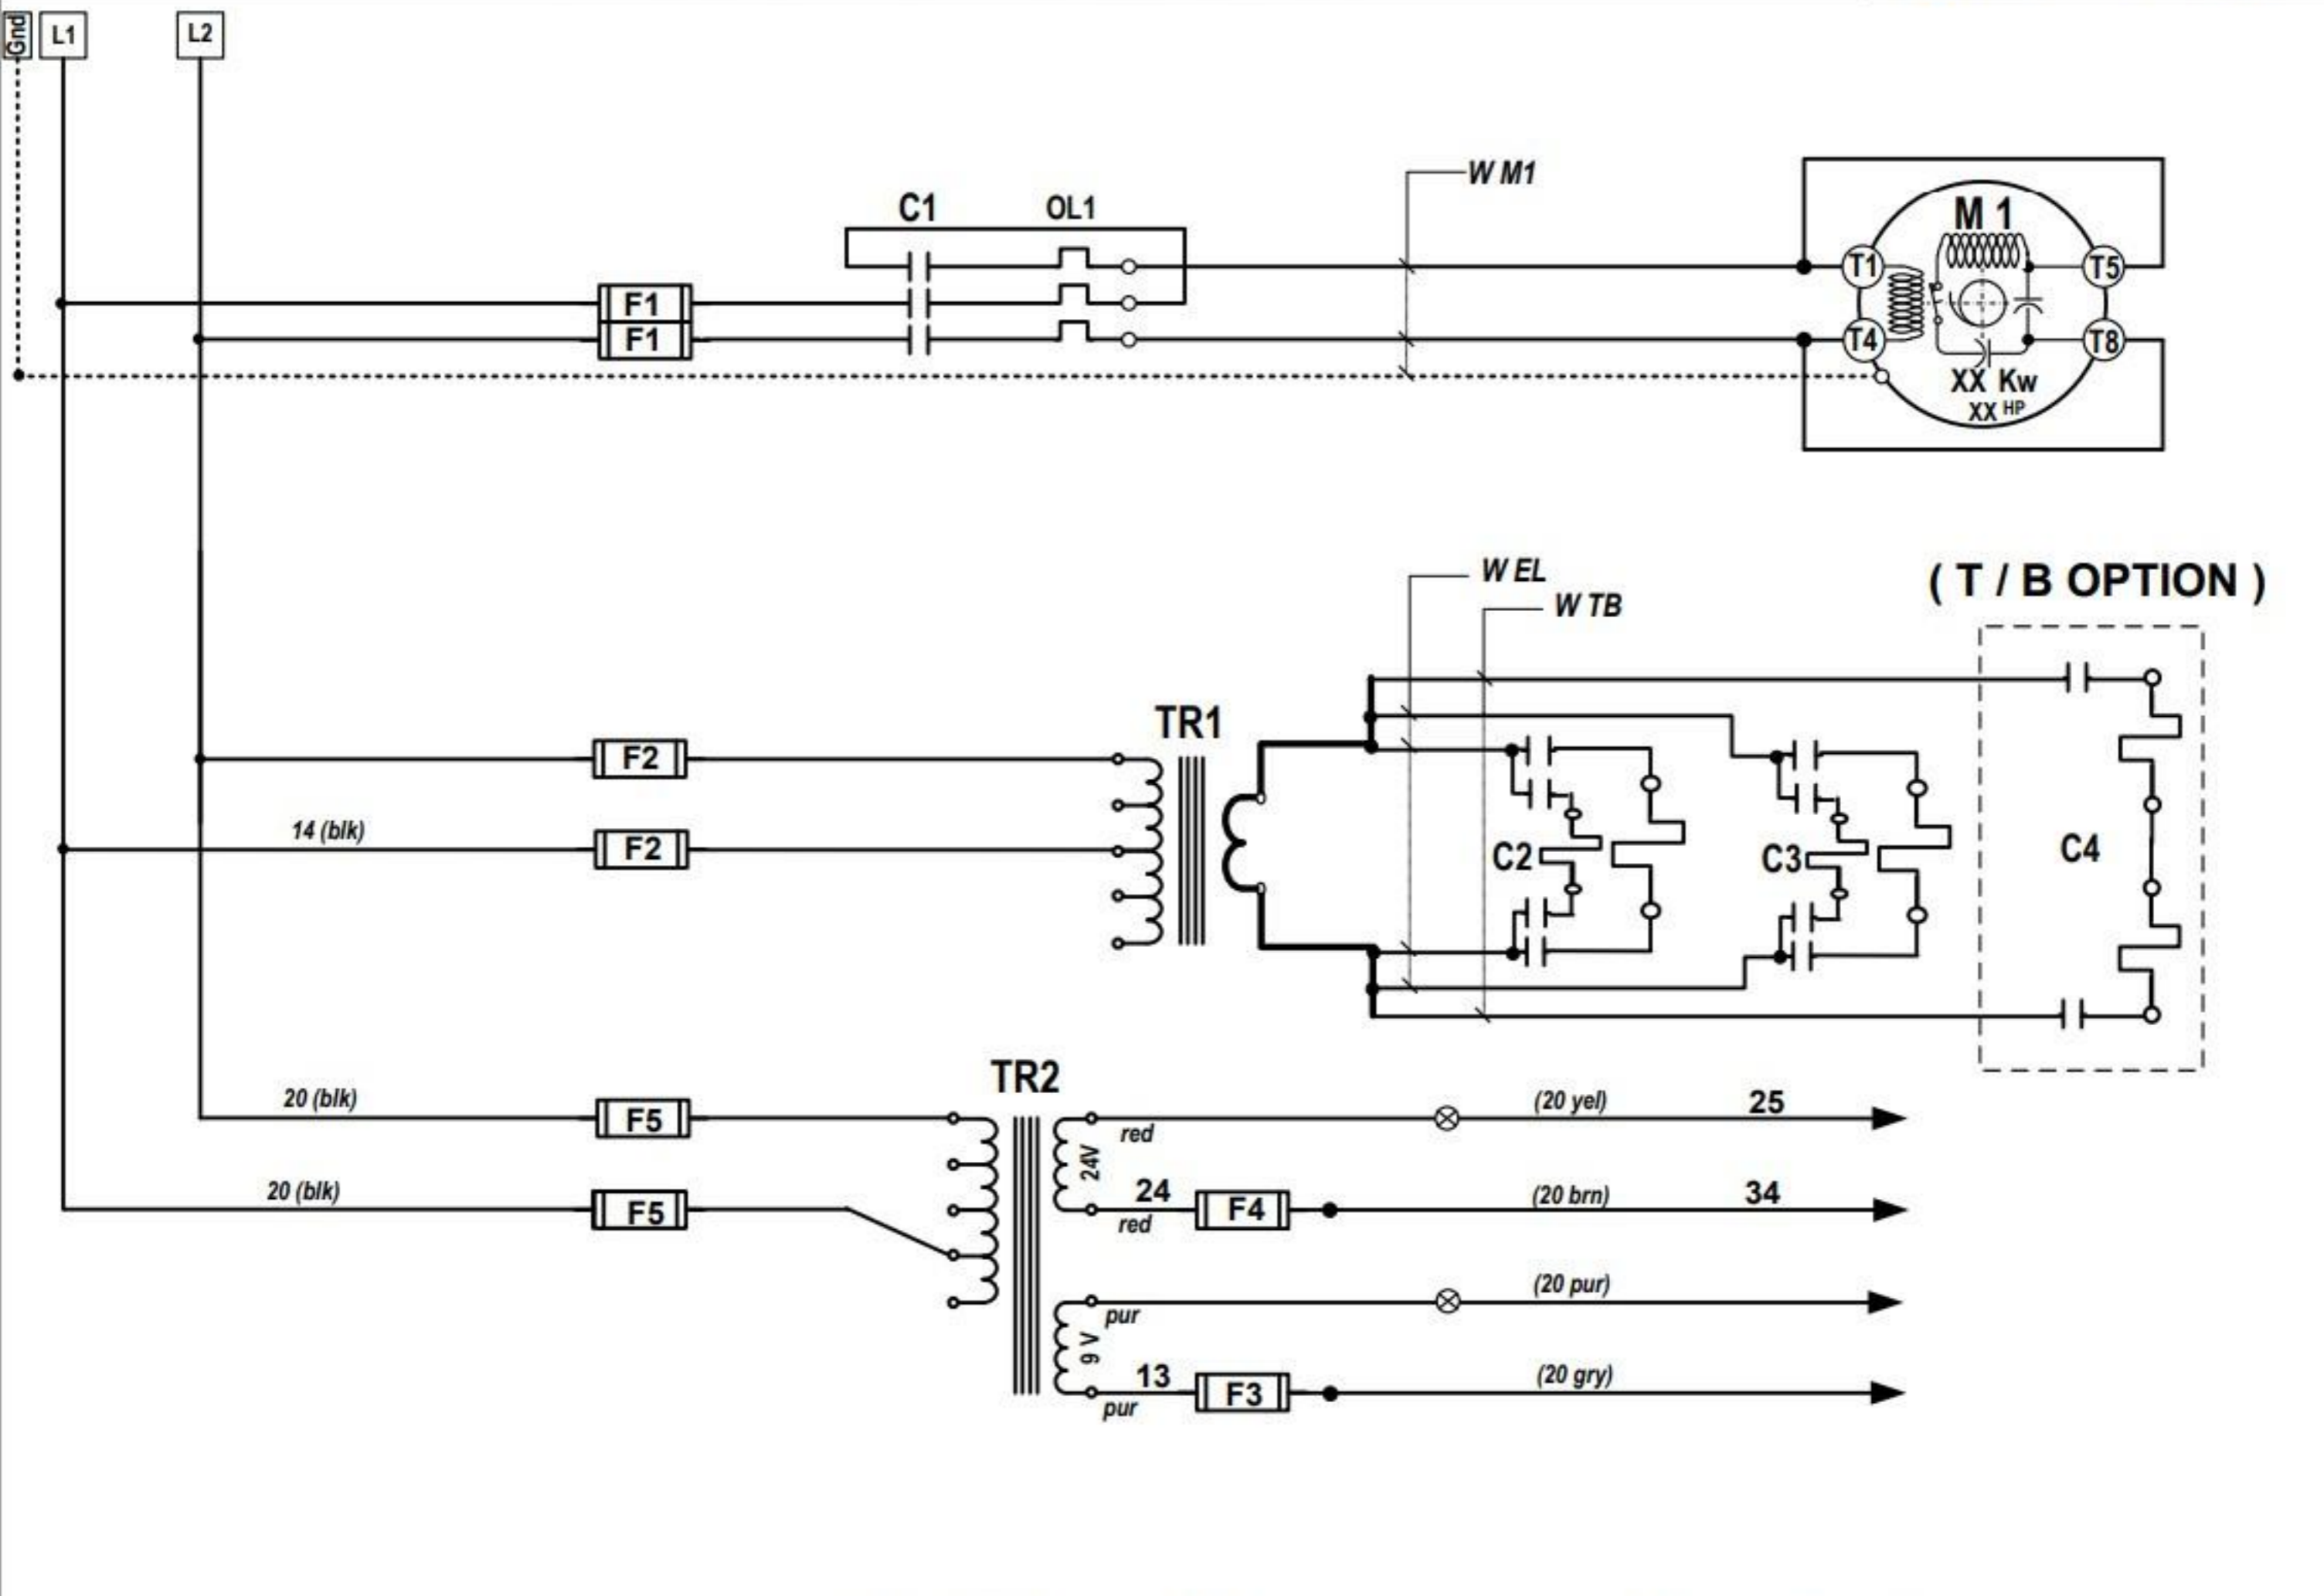 Gnd L1 L2
W M1
C1 OL1
M 1
T1 T5
F1
F1
T4 T8
XX Kw
XX HP
W EL
( T / B OPTION )
W TB
TR1
F2
14 (blk)
F2
C2 C3 C4
TR2
20 (blk)
F5
(20 yel) 25
red
24V
20 (blk)
F5
24
F4
(20 brn) 34
red
(20 pur)
pur
9 V
13
F3
(20 gry)
pur